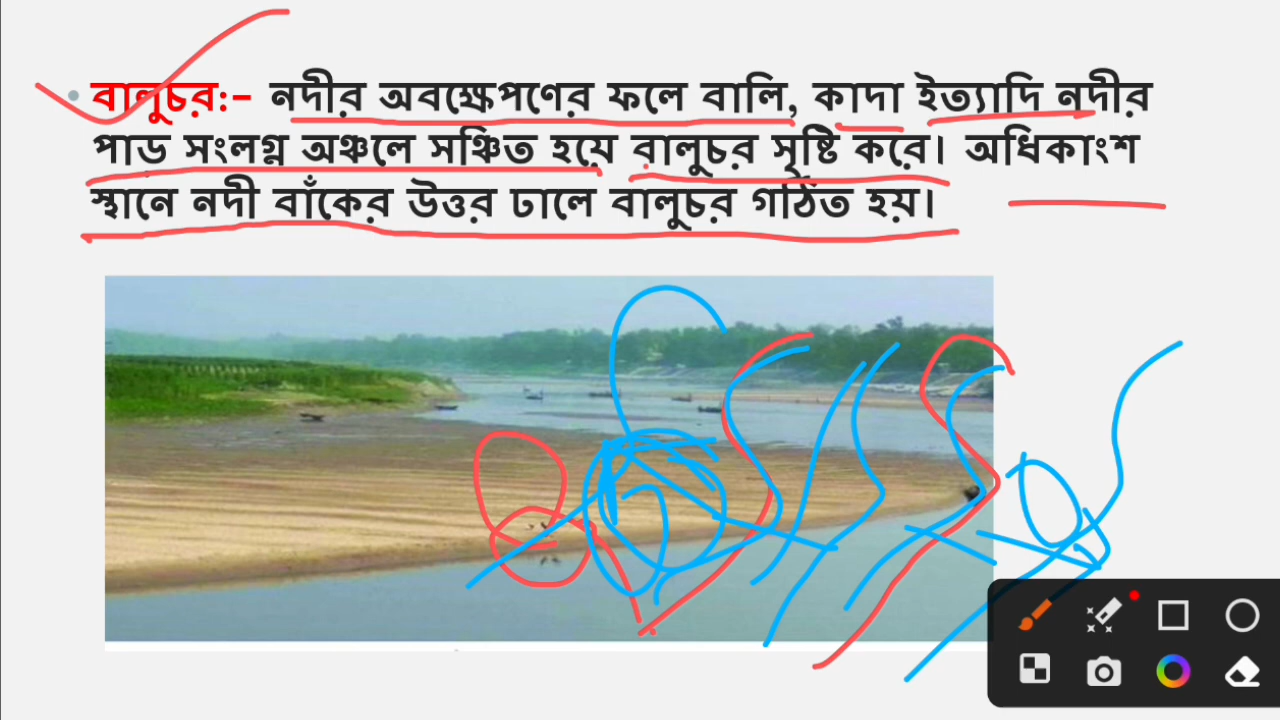 বালুচর:– নদীর অবক্ষেপণের ফলে বালি, কাদা ইত্যাদি নদীর
পাড় সংলগ্ন অঞ্চলে সঞ্চিত হয়ে বালুচর সৃষ্টি করে। অধিকাংশ
স্থানে নদী বাঁকের উত্তর ঢালে বালুচর গঠিত হয়।